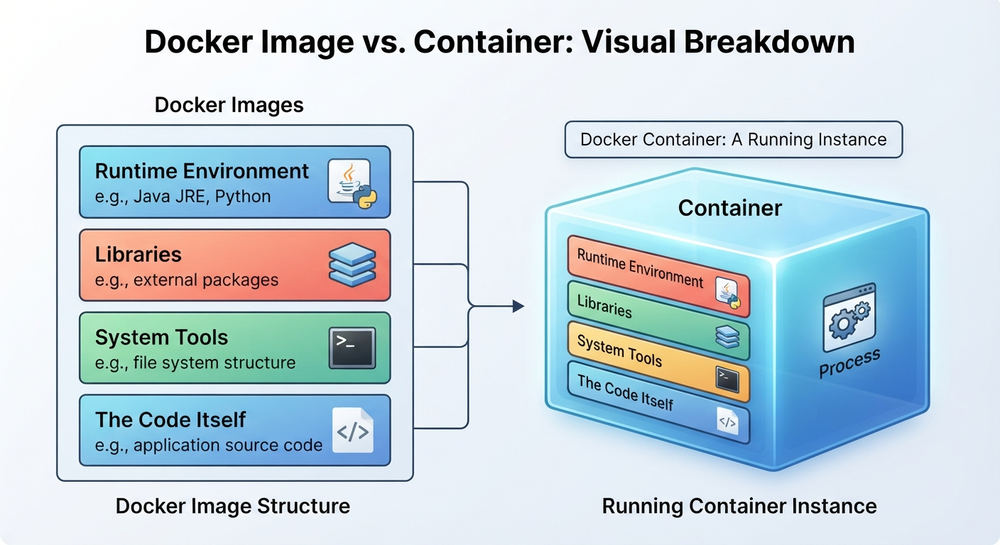 Docker Image vs. Container: Visual Breakdown
Docker Images
Runtime Environment
e.g., Java JRE, Python
Libraries
e.g., external packages
System Tools
e.g., file system structure
>_
The Code Itself
e.g., application source code
</>
Docker Image Structure
Docker Container: A Running Instance
Container
Runtime Environment
Libraries
System Tools
>_
The Code Itself
</>
Process
Running Container Instance